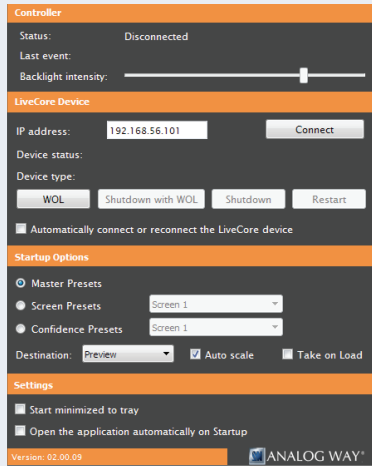 Controller
Status: Disconnected
Last event:
Backlight intensity:
LiveCore Device
IP address: 192.168.56.101 Connect
Device status:
Device type:
WOL Shutdown with WOL Shutdown Restart
Automatically connect or reconnect the LiveCore device
Startup Options
Master Presets
Screen Presets Screen 1
Confidence Presets Screen 1
Destination: Preview Auto scale Take on Load
Settings
Start minimized to tray
Open the application automatically on Startup
Version: 02.00.09 ANALOG WAY®